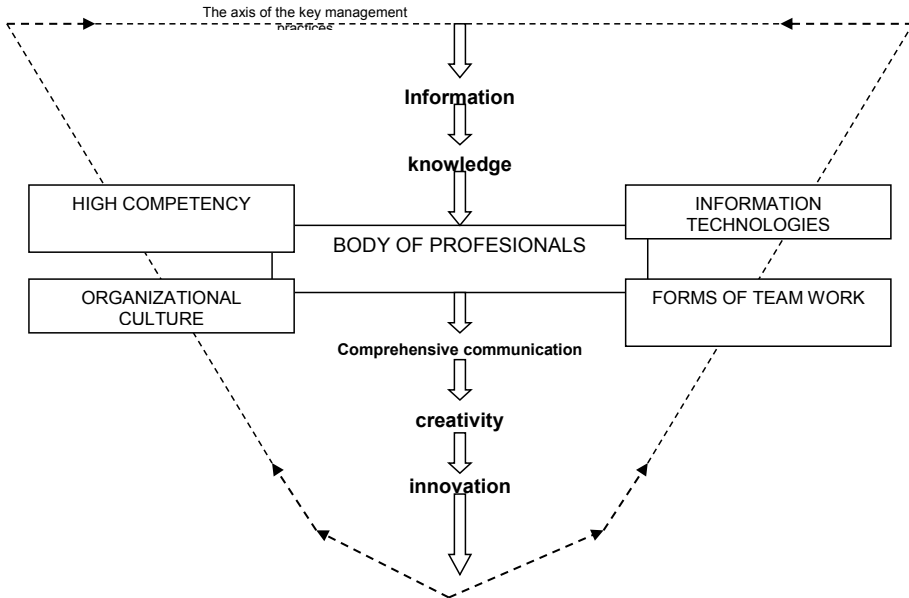 The axis of the key management
practices
Information
knowledge
HIGH COMPETENCY
INFORMATION
TECHNOLOGIES
BODY OF PROFESIONALS
ORGANIZATIONAL
CULTURE
FORMS OF TEAM WORK
Comprehensive communication
creativity
innovation